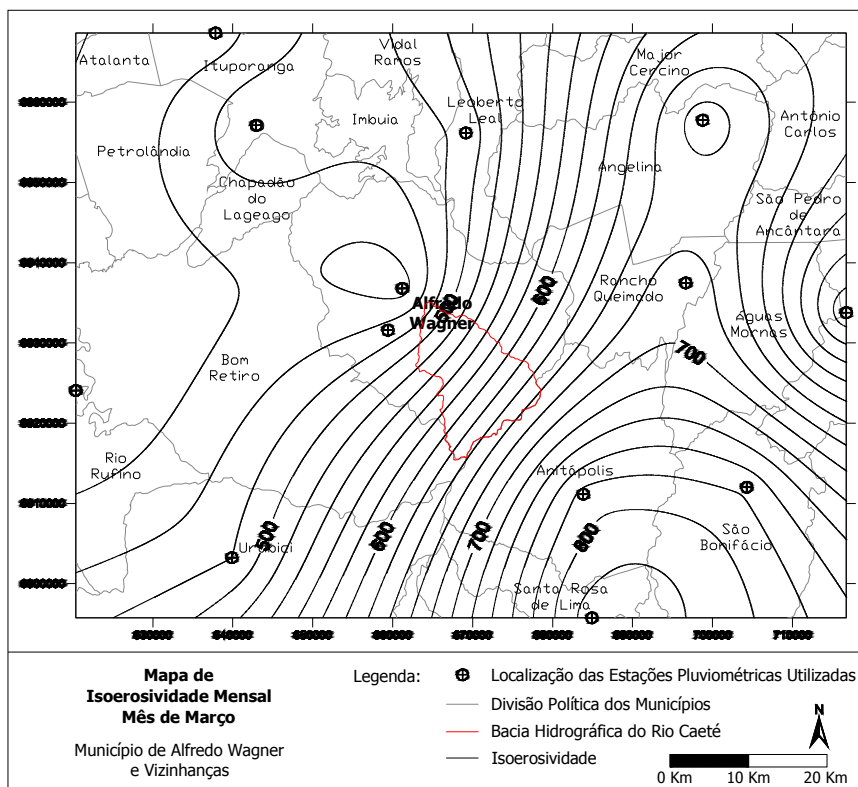 Atalanta
Ituporanga
Vidal
Ramos
Major
Cercino
Leoberto
Leal
Imbuia
Antônio
Carlos
Petrolândia
Angelina
Chapadão
do
Lageago
São Pedro
de
Ancântara
Alfredo
Wagner
500
600
Rancho
Queimado
Águas
Mornas
700
Bom
Retiro
Rio
Rufino
Anitápolis
500
600
700
800
Urubici
São
Bonifácio
Santa Rosa
de Lima
Mapa de
Isoerosividade Mensal
Mês de Março
Município de Alfredo Wagner
e Vizinhanças
Legenda:
Localização das Estações Pluviométricas Utilizadas
Divisão Política dos Municípios
Bacia Hidrográfica do Rio Caeté
Isoerosividade
N
0 Km 10 Km 20 Km